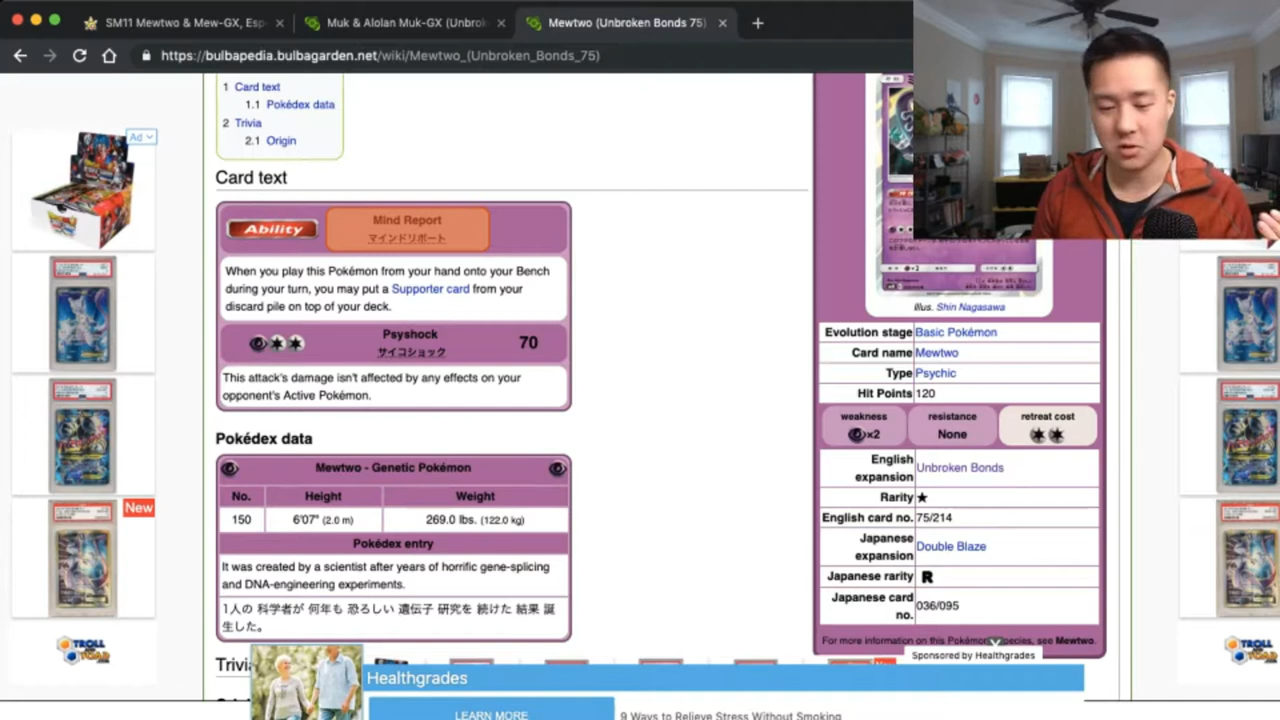 SM11 Mewtwo & Mew-GX, Esp
Muk & Alolan Muk-GX (Unbrok
Mewtwo (Unbroken Bonds 75)
https://bulbapedia.bulbagarden.net/wiki/Mewtwo_(Unbroken_Bonds_75)
1 Card text
1.1 Pokédex data
2 Trivia
2.1 Origin
Ad
Card text
Ability
Mind Report
マインドリポート
When you play this Pokémon from your hand onto your Bench
during your turn, you may put a Supporter card from your
discard pile on top of your deck.
Psyshock
サイコショック
70
This attack's damage isn't affected by any effects on your
opponent's Active Pokémon.
Pokédex data
Mewtwo - Genetic Pokémon
No. Height Weight
150 6'07" (2.0 m) 269.0 lbs. (122.0 kg)
Pokédex entry
It was created by a scientist after years of horrific gene-splicing
and DNA-engineering experiments.
1人の 科学者が 何年も 恐ろしい 遺伝子 研究を 続けた 結果 誕
生した。
Trivia
New
TROLL
AND TOAD
Illus. Shin Nagasawa
Evolution stage Basic Pokémon
Card name Mewtwo
Type Psychic
Hit Points 120
weakness resistance retreat cost
×2 None
English
expansion Unbroken Bonds
Rarity ★
English card no. 75/214
Japanese
expansion Double Blaze
Japanese rarity R
Japanese card
no. 036/095
For more information on this Pokémon's species, see Mewtwo.
Sponsored by Healthgrades
Healthgrades
LEARN MORE
9 Ways to Relieve Stress Without Smoking
TROLL